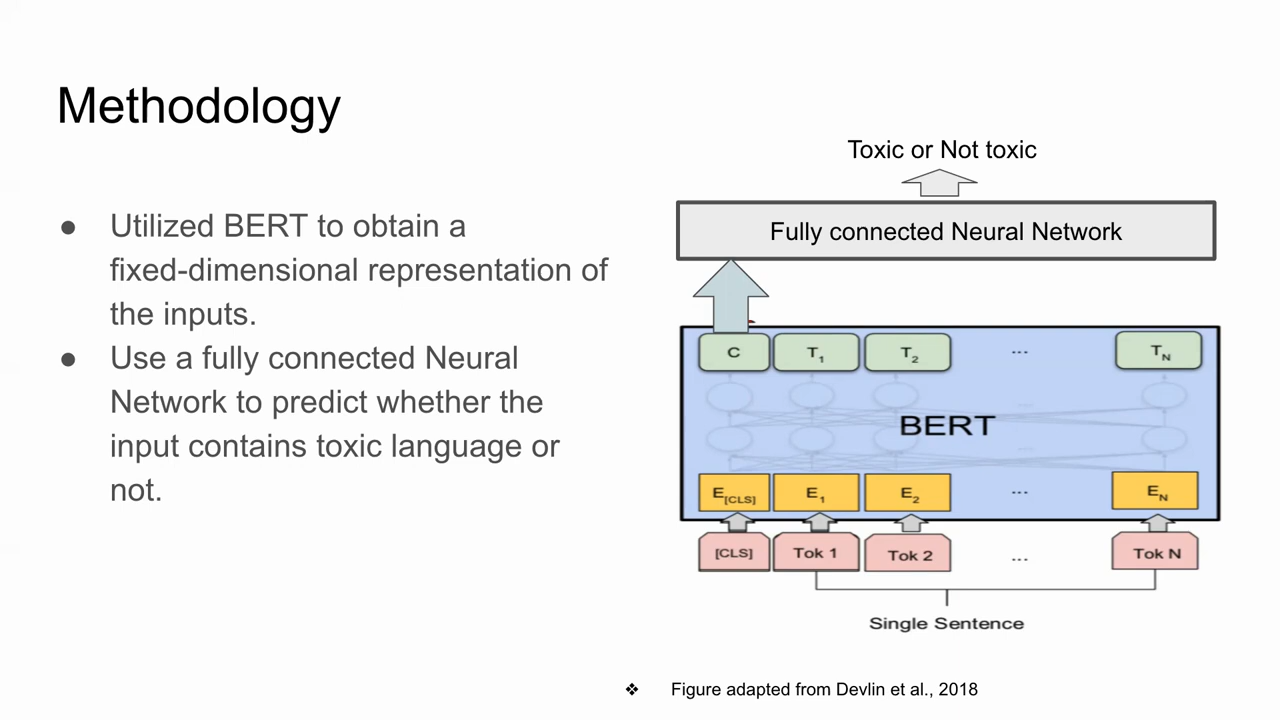 Methodology
● Utilized BERT to obtain a
fixed-dimensional representation of
the inputs.
● Use a fully connected Neural
Network to predict whether the
input contains toxic language or
not.
Toxic or Not toxic
Fully connected Neural Network
C T1 T2 ... TN
BERT
E[CLS] E1 E2 ... EN
[CLS] Tok 1 Tok 2 ... Tok N
Single Sentence
❖ Figure adapted from Devlin et al., 2018